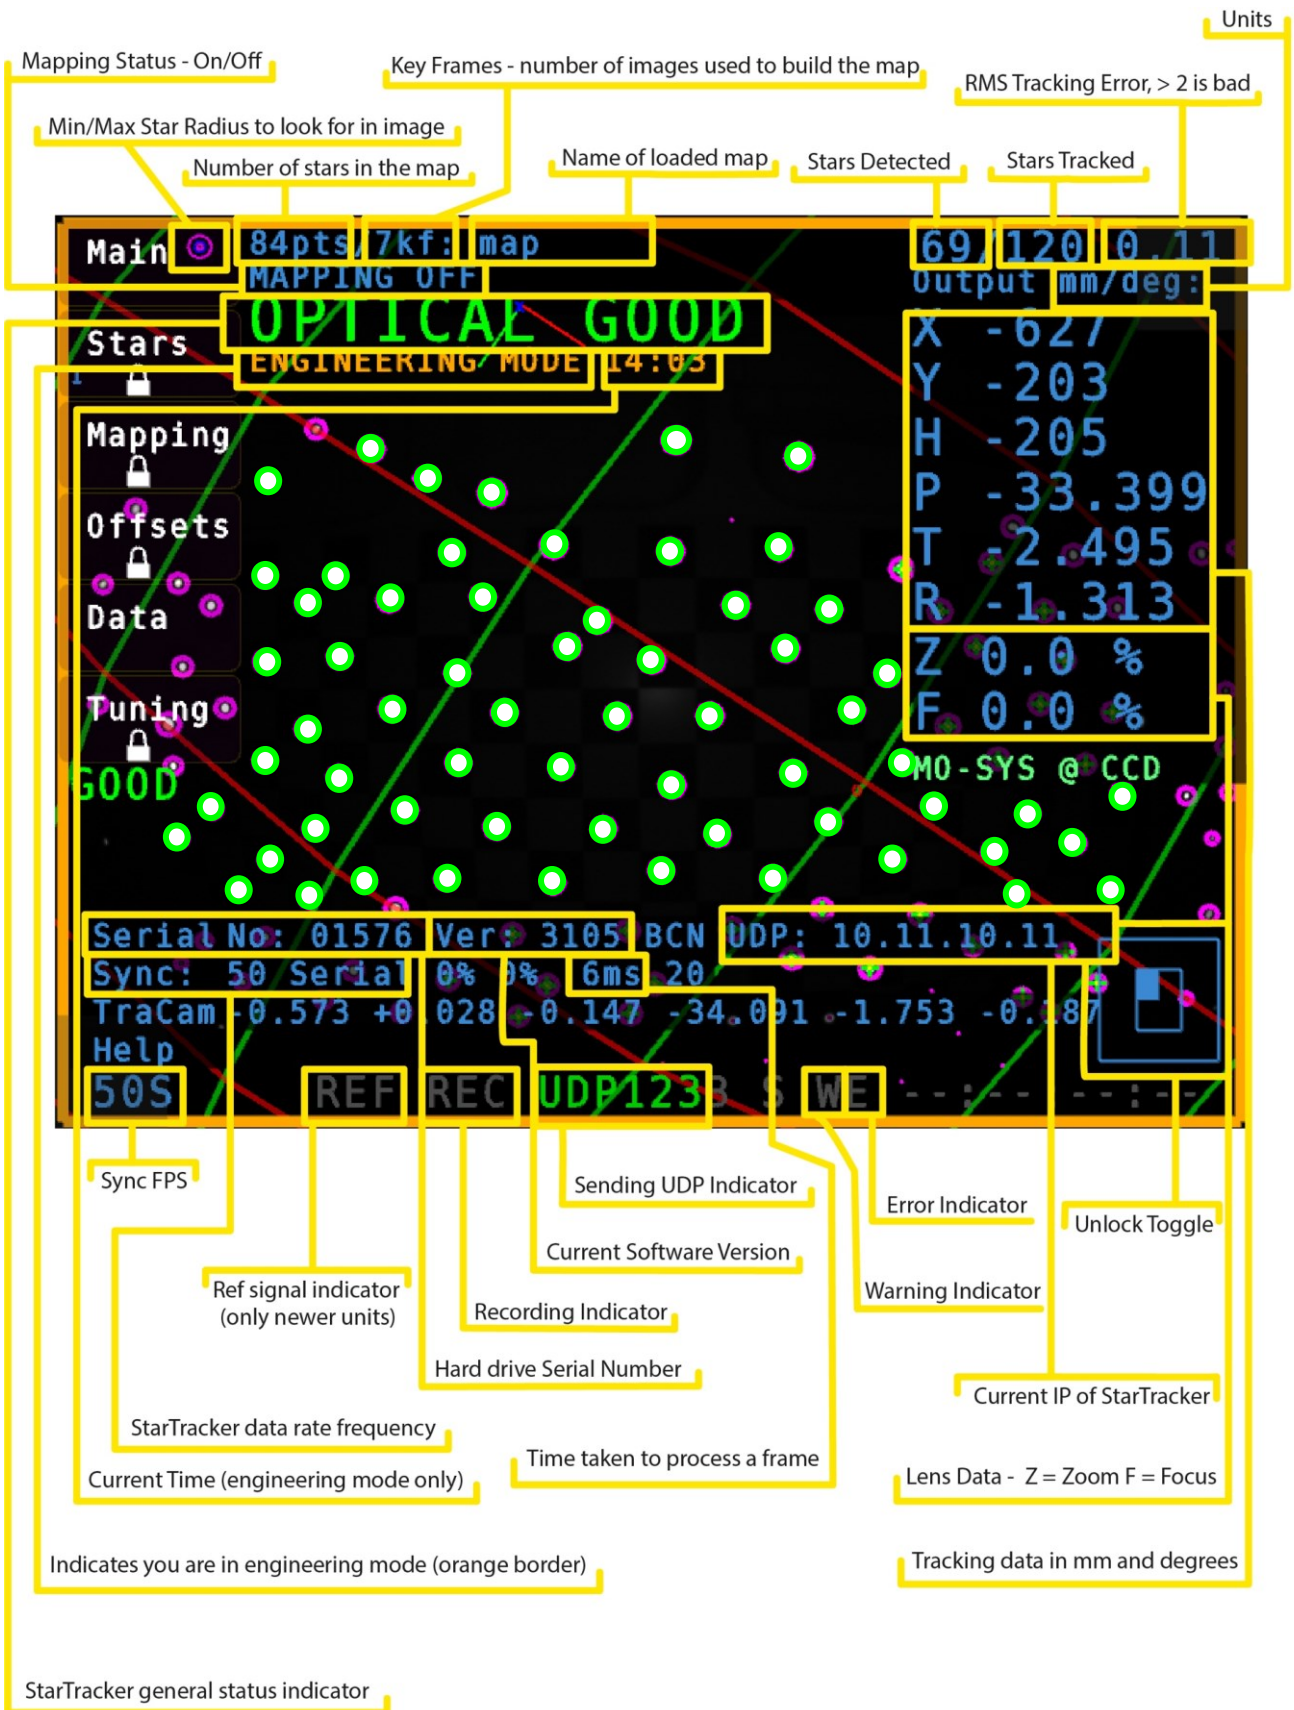 Units
Mapping Status - On/Off
Key Frames - number of images used to build the map
RMS Tracking Error, > 2 is bad
Min/Max Star Radius to look for in image
Number of stars in the map
Name of loaded map
Stars Detected
Stars Tracked
Main
84pts/7kf: map
69/120 0.11
MAPPING OFF
Output mm/deg:
OPTICAL GOOD
ENGINEERING MODE 14:03
X -627
Stars
1
Y -203
Mapping
H -205
P -33.399
Offsets
T -2.495
Data
R -1.313
Z 0.0 %
Tuning
F 0.0 %
GOOD
MO-SYS @ CCD
Serial No: 01576 Ver: 3105 BCN UDP: 10.11.10.11
Sync: 50 Serial 0% 0% 6ms 20
TraCam -0.573 +0.028 -0.147 -34.091 -1.753 -0.187
Help
50S REF REC UDP123B S WE --:-- --:--
Sync FPS
Sending UDP Indicator
Error Indicator
Unlock Toggle
Current Software Version
Ref signal indicator
(only newer units)
Warning Indicator
Recording Indicator
Hard drive Serial Number
Current IP of StarTracker
StarTracker data rate frequency
Time taken to process a frame
Current Time (engineering mode only)
Lens Data - Z = Zoom F = Focus
Indicates you are in engineering mode (orange border)
Tracking data in mm and degrees
StarTracker general status indicator